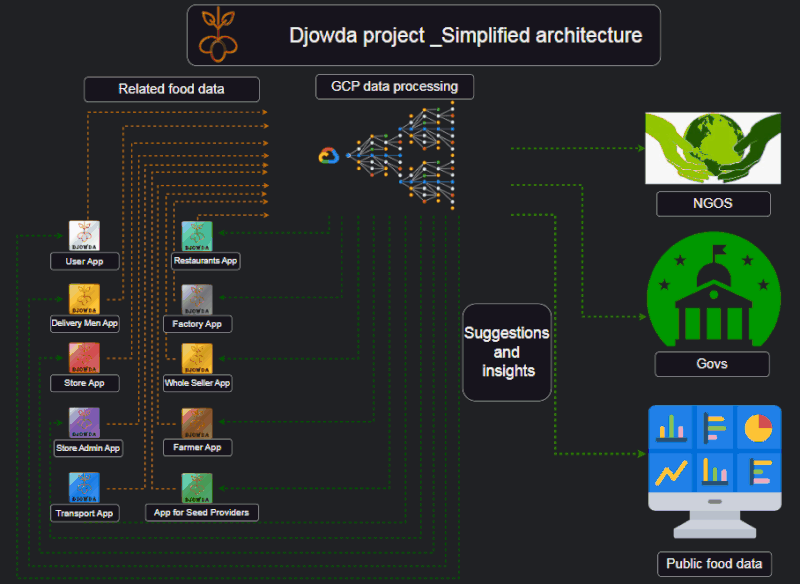 Djowda project _Simplified architecture
Related food data
GCP data processing
NGOS
User App
Restaurants App
Delivery Men App
Factory App
Suggestions
and
insights
Govs
Store App
Whole Seller App
Store Admin App
Farmer App
Transport App
App for Seed Providers
Public food data
DJOWDA
DJOWDA
DJOWDA
DJOWDA
DJOWDA
DJOWDA
DJOWDA
DJOWDA
DJOWDA
DJOWDA